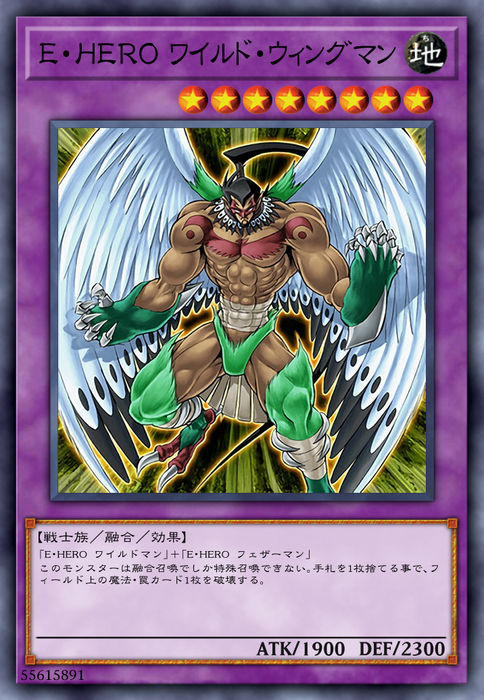 E・HERO ワイルド・ウィングマン
ち
地
【戦士族／融合／効果】
「E・HERO ワイルドマン」＋「E・HERO フェザーマン」
このモンスターは融合召喚でしか特殊召喚できない。手札を1枚捨てる事で、フ
ィールド上の魔法・罠カード1枚を破壊する。
ATK/1900 DEF/2300
55615891